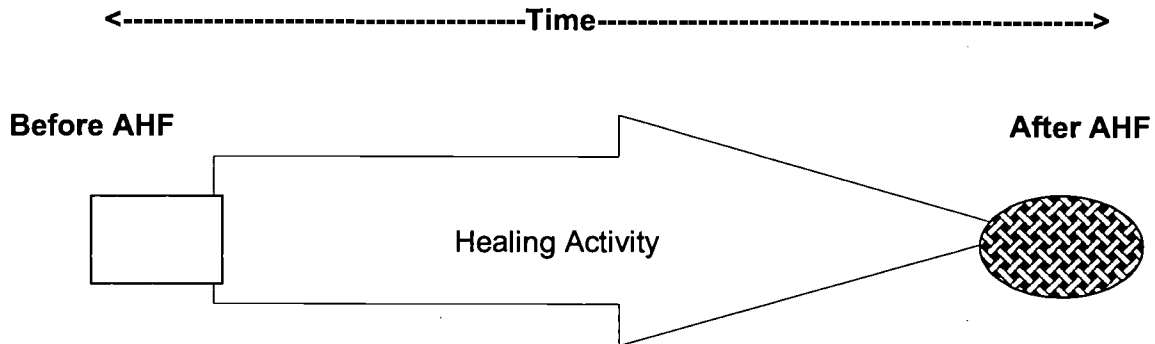 <-----------------------------------Time------------------------------------------->
Before AHF
After AHF
Healing Activity